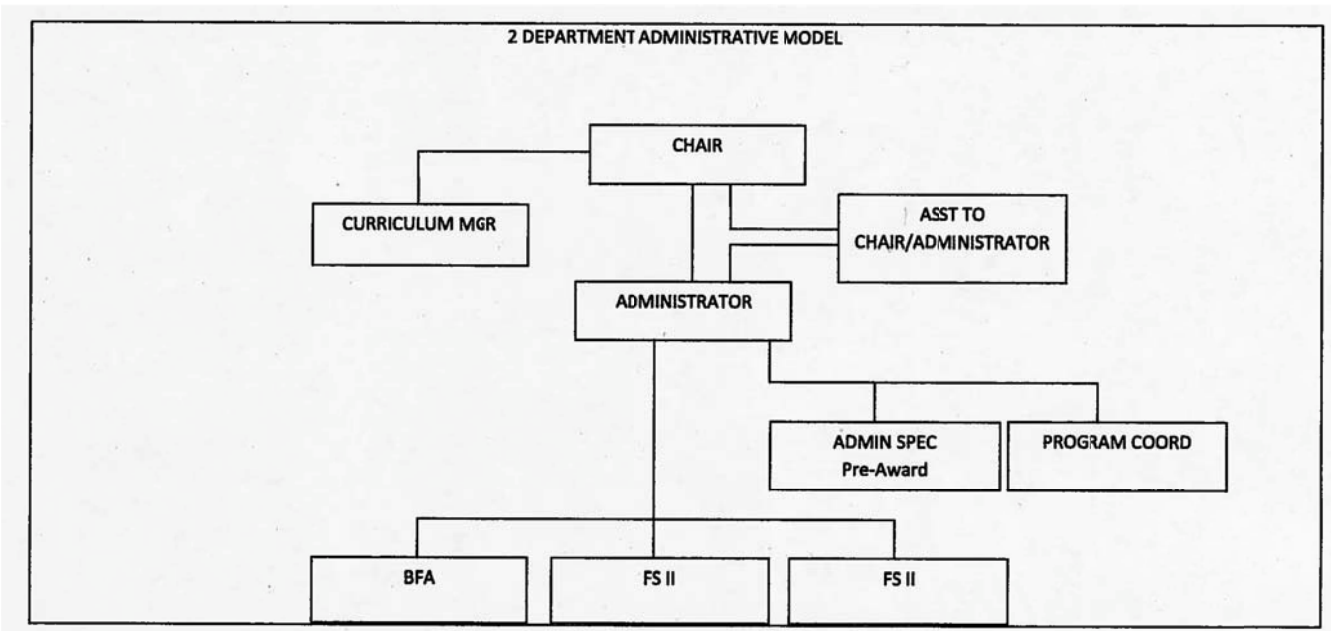 2 DEPARTMENT ADMINISTRATIVE MODEL
CHAIR
CURRICULUM MGR
ASST TO
CHAIR/ADMINISTRATOR
ADMINISTRATOR
ADMIN SPEC
Pre-Award
PROGRAM COORD
BFA
FS II
FS II